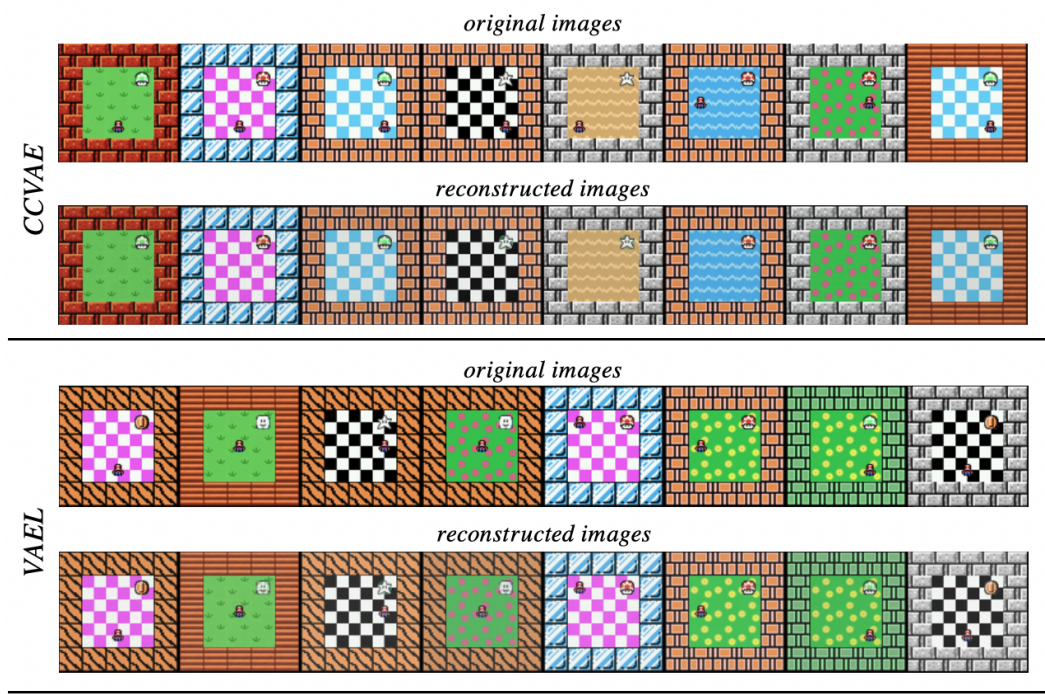 original images
CCVAE
reconstructed images
original images
VAEL
reconstructed images